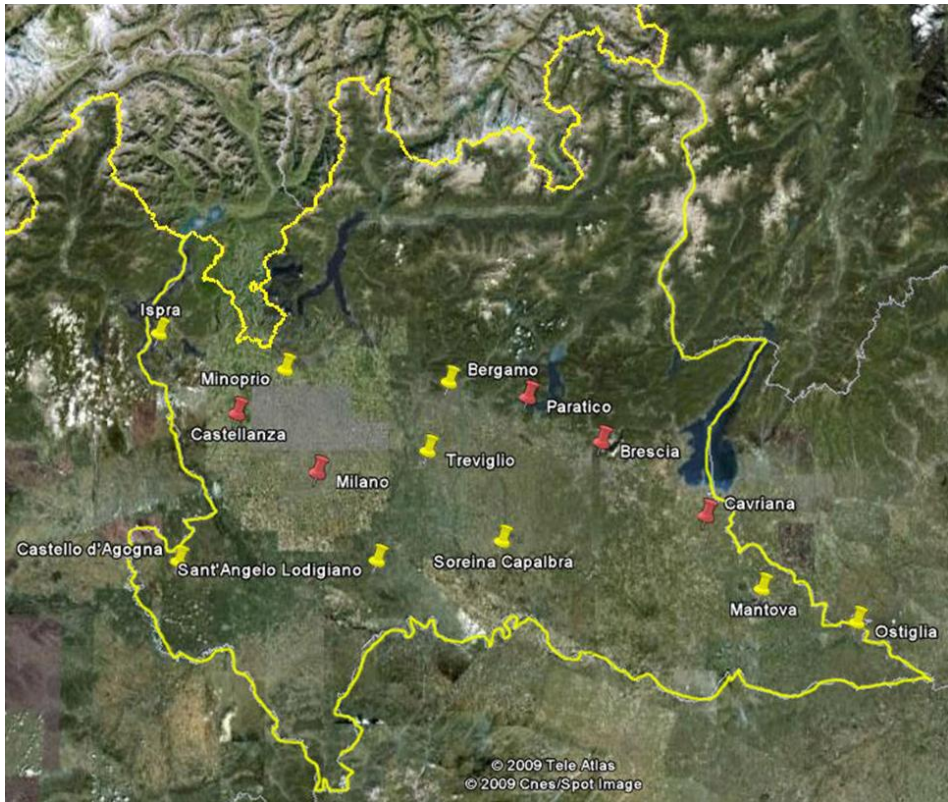 Ispra
Minoprio
Bergamo
Castellanza
Paratico
Milano
Treviglio
Brescia
Cavriana
Castello d'Agogna
Sant'Angelo Lodigiano
Soreina Capalbra
Mantova
Ostiglia
© 2009 Tele Atlas
© 2009 Cnes/Spot Image